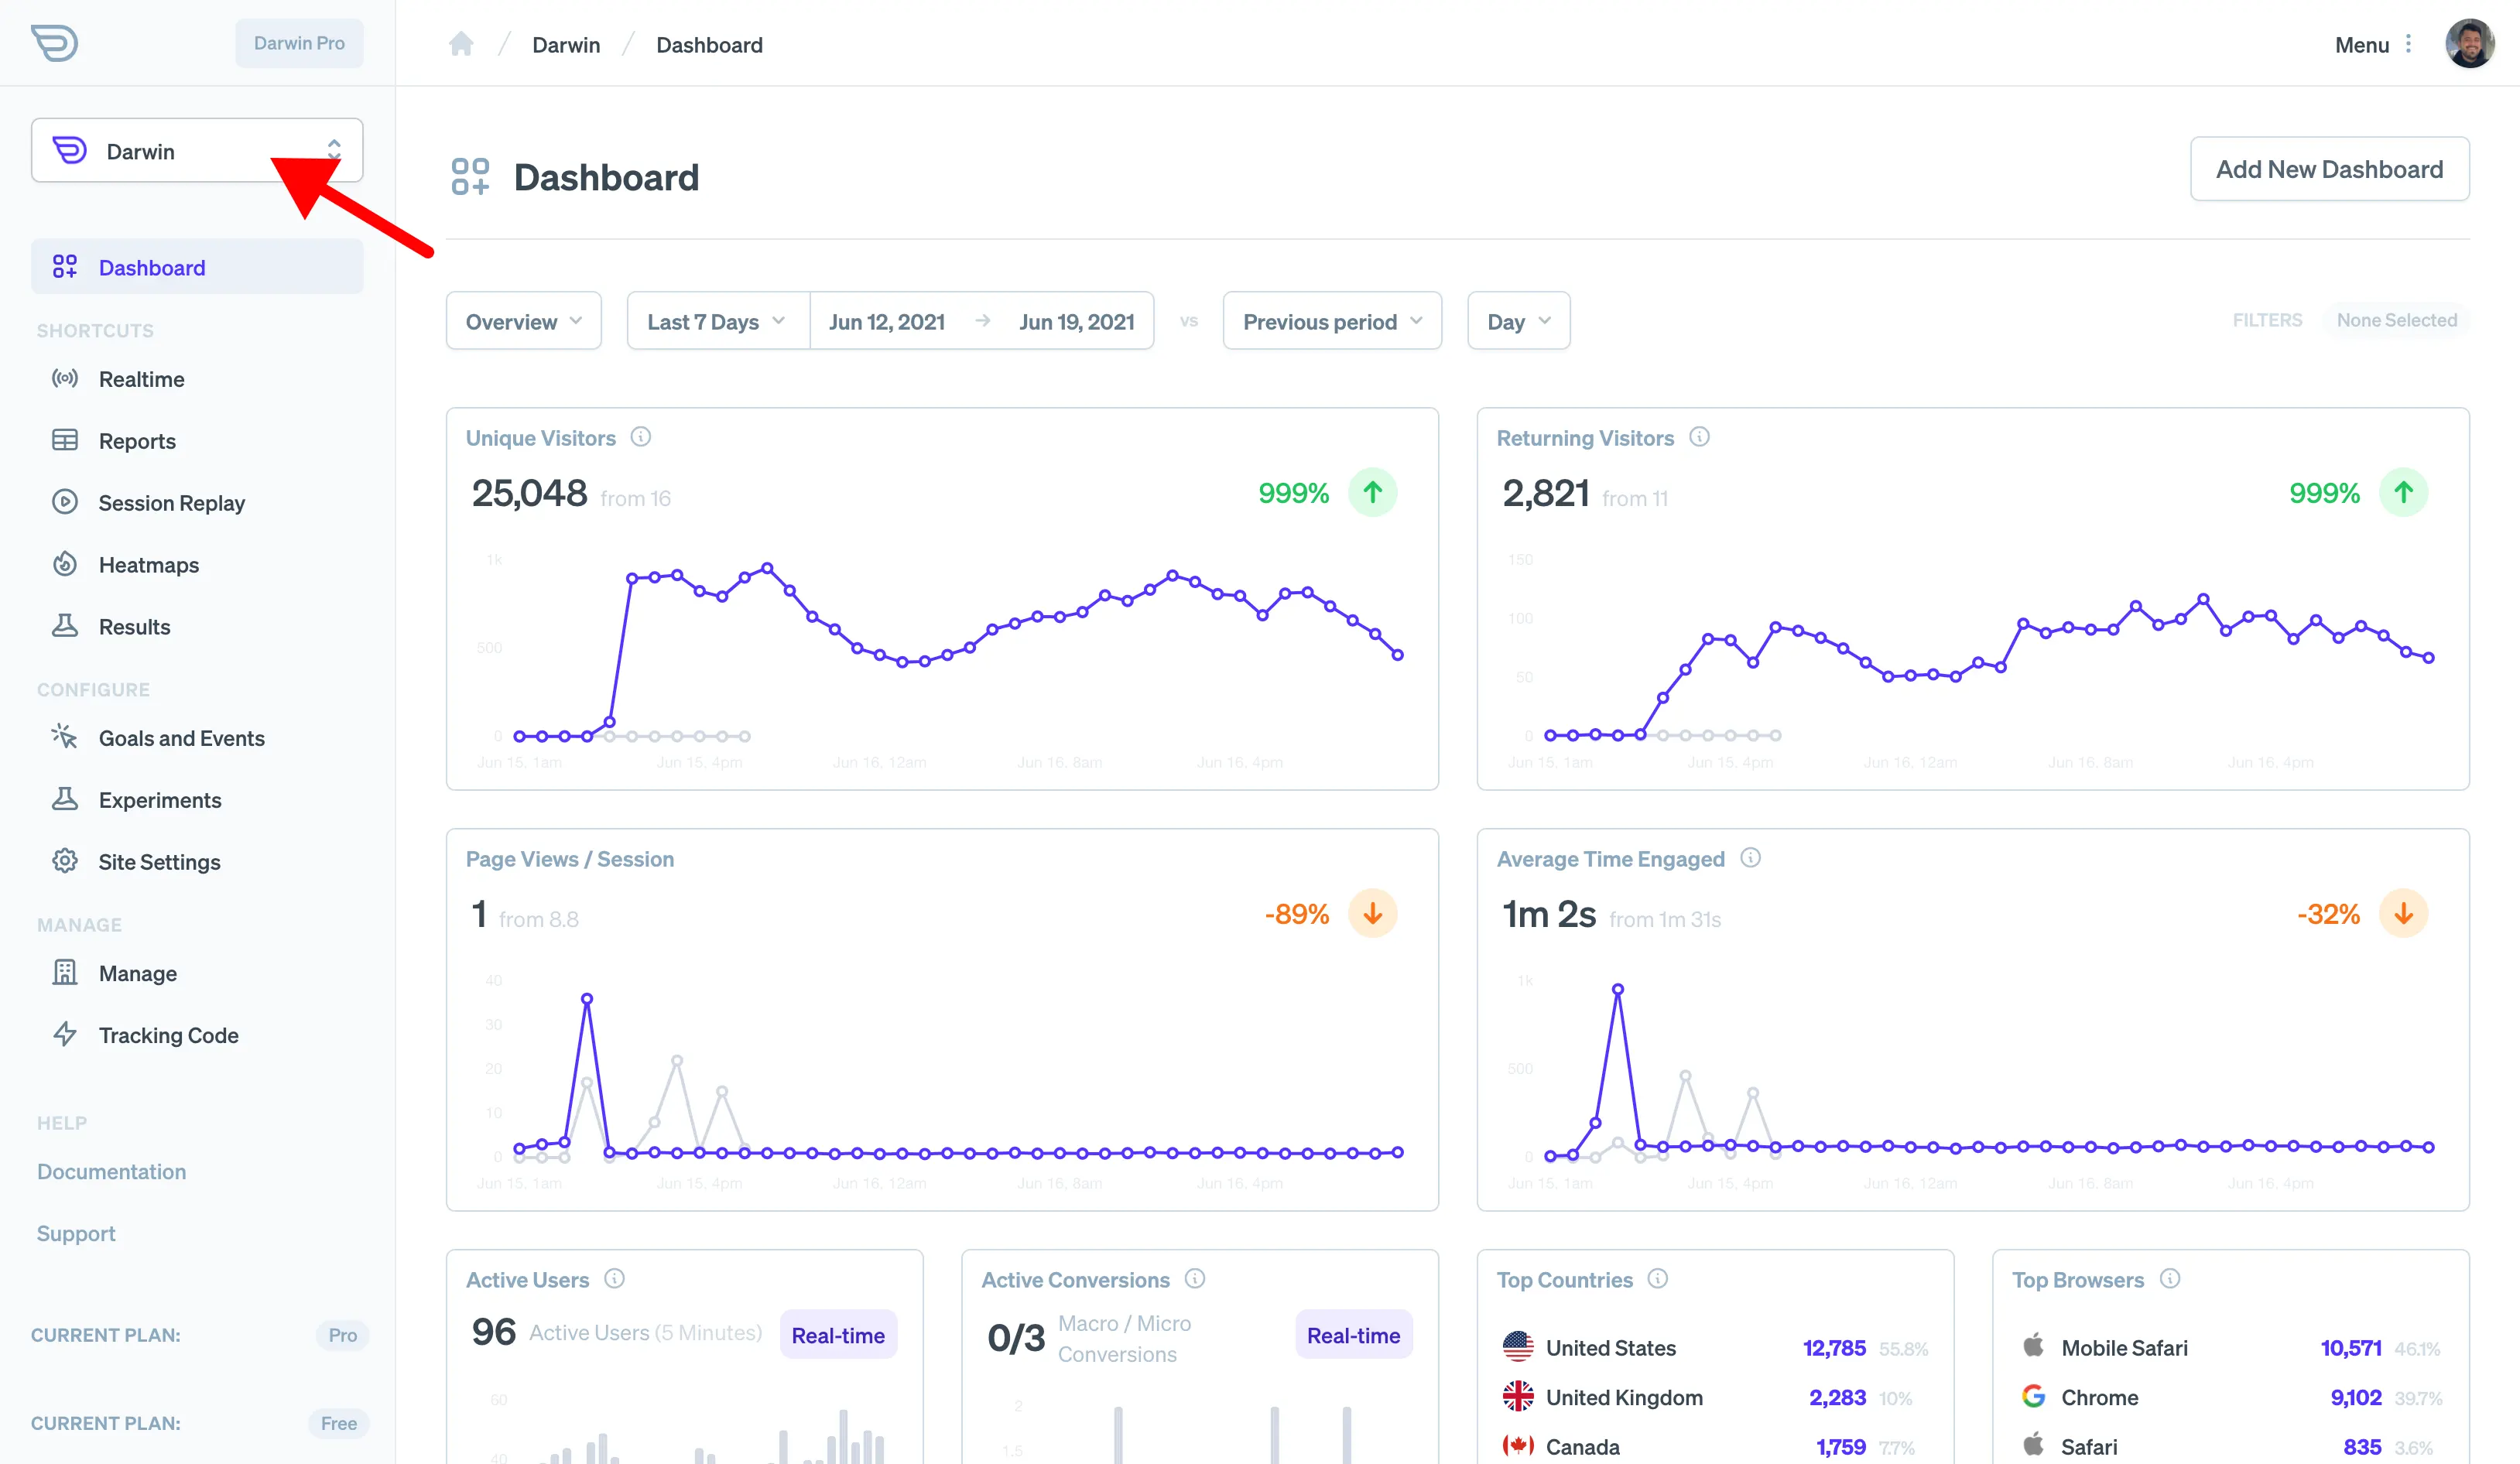 Darwin Pro
Darwin
Dashboard
Menu
Darwin
Dashboard
Add New Dashboard
Dashboard
SHORTCUTS
Realtime
Reports
Session Replay
Heatmaps
Results
CONFIGURE
Goals and Events
Experiments
Site Settings
MANAGE
Manage
Tracking Code
HELP
Documentation
Support
CURRENT PLAN: Pro
CURRENT PLAN: Free
Overview
Last 7 Days
Jun 12, 2021
Jun 19, 2021
vs
Previous period
Day
FILTERS
None Selected
Unique Visitors
25,048 from 16
999%
1k
500
0
Jun 15, 1am Jun 15, 4pm Jun 16, 12am Jun 16, 8am Jun 16, 4pm
Returning Visitors
2,821 from 11
999%
150
100
50
0
Jun 15, 1am Jun 15, 4pm Jun 16, 12am Jun 16, 8am Jun 16, 4pm
Page Views / Session
1 from 8.8
-89%
40
30
20
10
0
Jun 15, 1am Jun 15, 4pm Jun 16, 12am Jun 16, 8am Jun 16, 4pm
Average Time Engaged
1m 2s from 1m 31s
-32%
1k
500
0
Jun 15, 1am Jun 15, 4pm Jun 16, 12am Jun 16, 8am Jun 16, 4pm
Active Users
96 Active Users (5 Minutes)
Real-time
60
40
Active Conversions
0/3 Macro / Micro
Conversions
Real-time
2
1.5
Top Countries
United States 12,785 55.8%
United Kingdom 2,283 10%
Canada 1,759 7.7%
Top Browsers
Mobile Safari 10,571 46.1%
Chrome 9,102 39.7%
Safari 835 3.6%